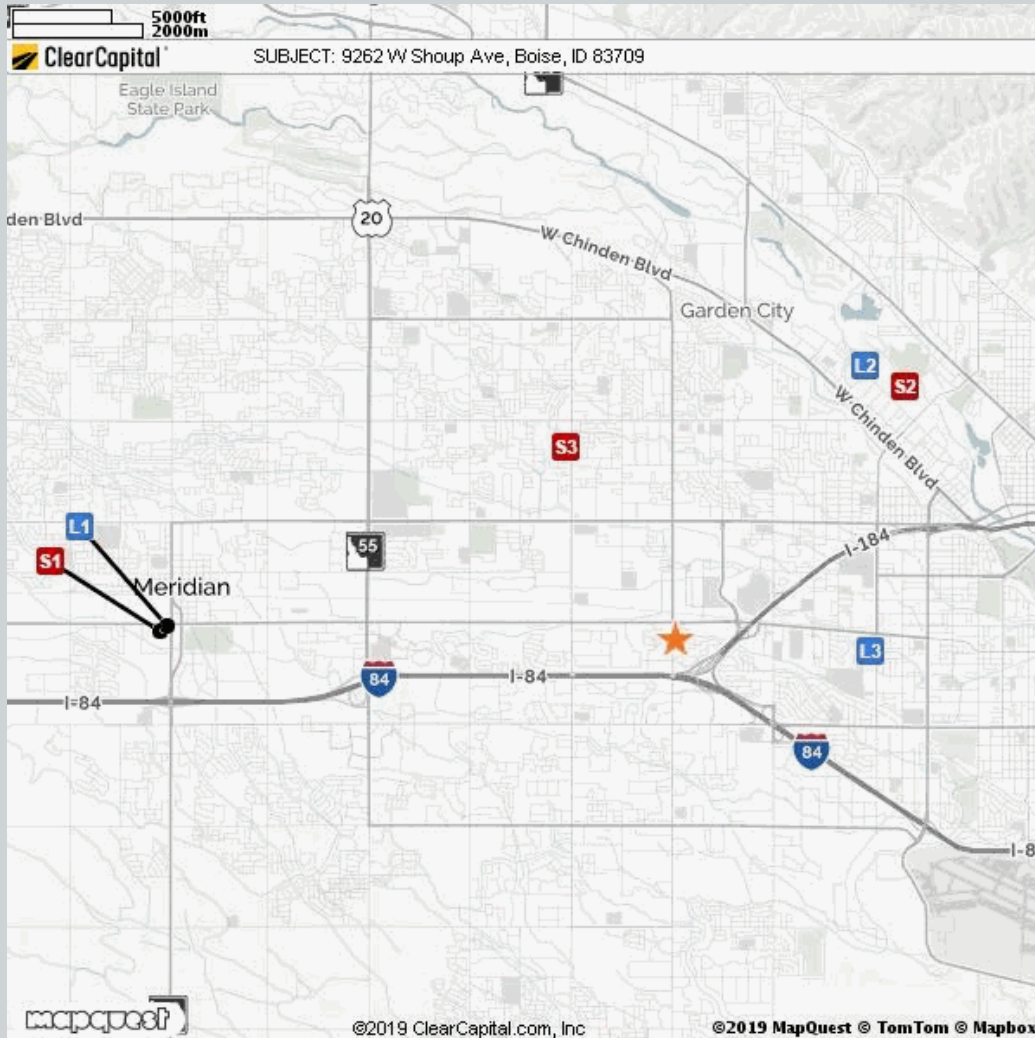 5000ft
2000m
ClearCapital
SUBJECT: 9262 W Shoup Ave, Boise, ID 83709
Eagle Island
State Park
den Blvd
20
W Chinden Blvd
Garden City
L2
S2
W Chinden Blvd
S3
L1
S1
55
I-184
Meridian
L3
84
I-84
I-84
84
I-8
mapquest
©2019 ClearCapital.com, Inc
©2019 MapQuest © TomTom © Mapbox